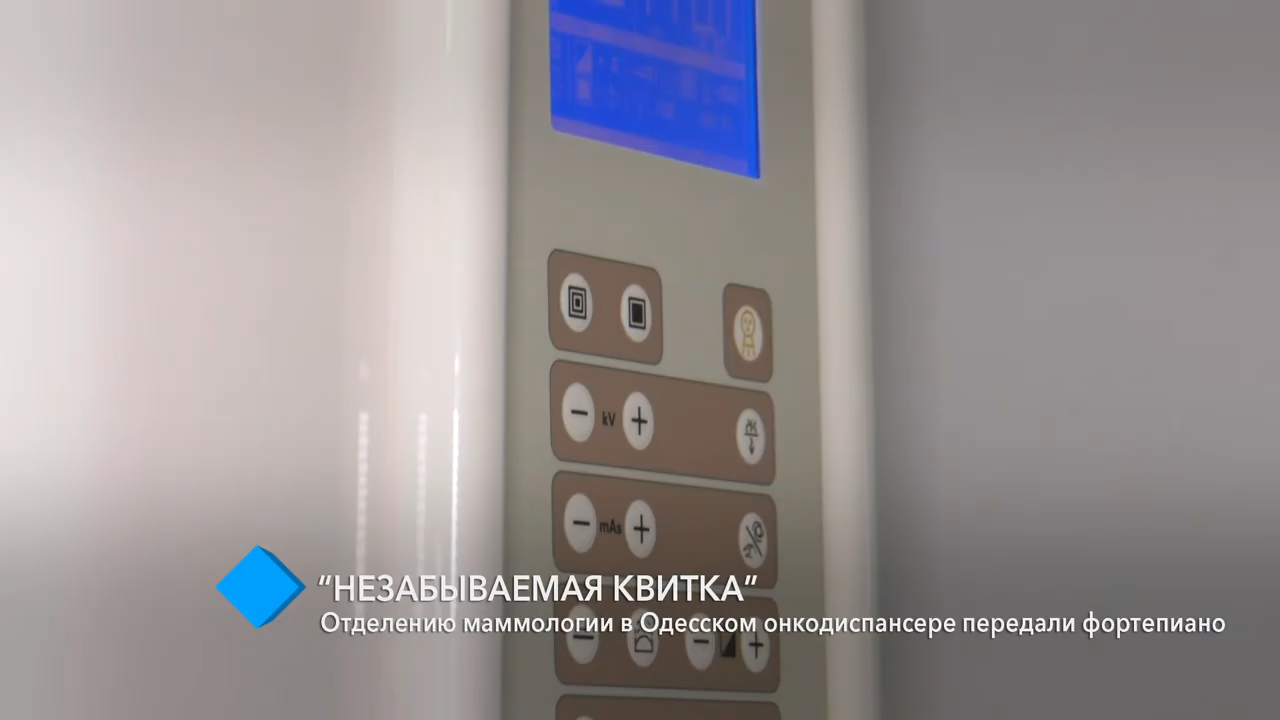 kV
mAs
“НЕЗАБЫВАЕМАЯ КВИТКА”
Отделению маммологии в Одесском онкодиспансере передали фортепиано